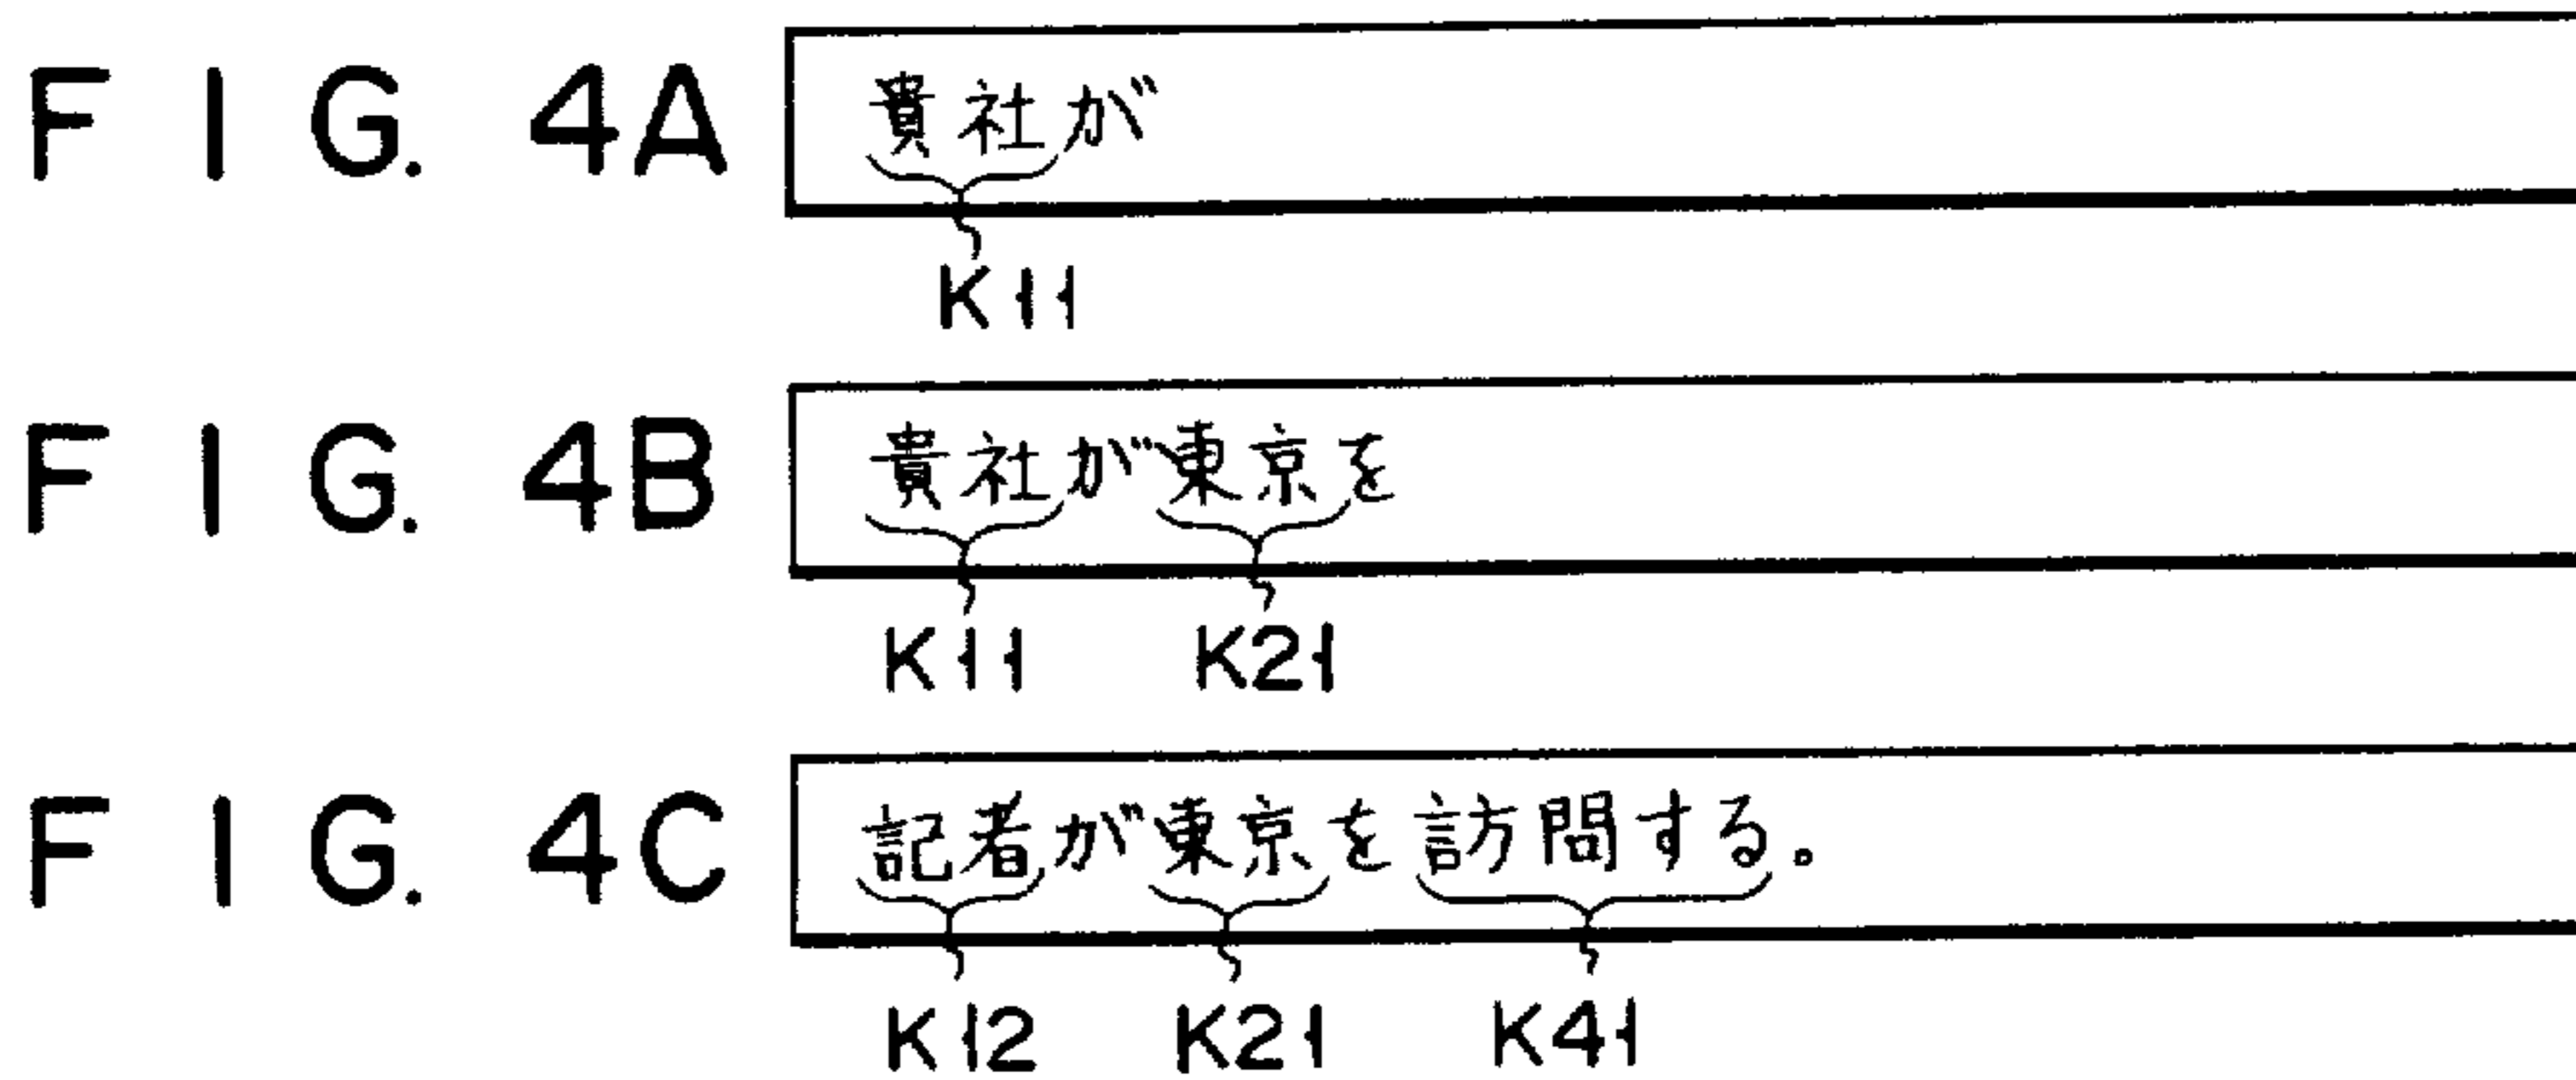 FIG. 4A 貴社が
K11
FIG. 4B 貴社が東京を
K11 K21
FIG. 4C 記者が東京を訪問する。
K12 K21 K41